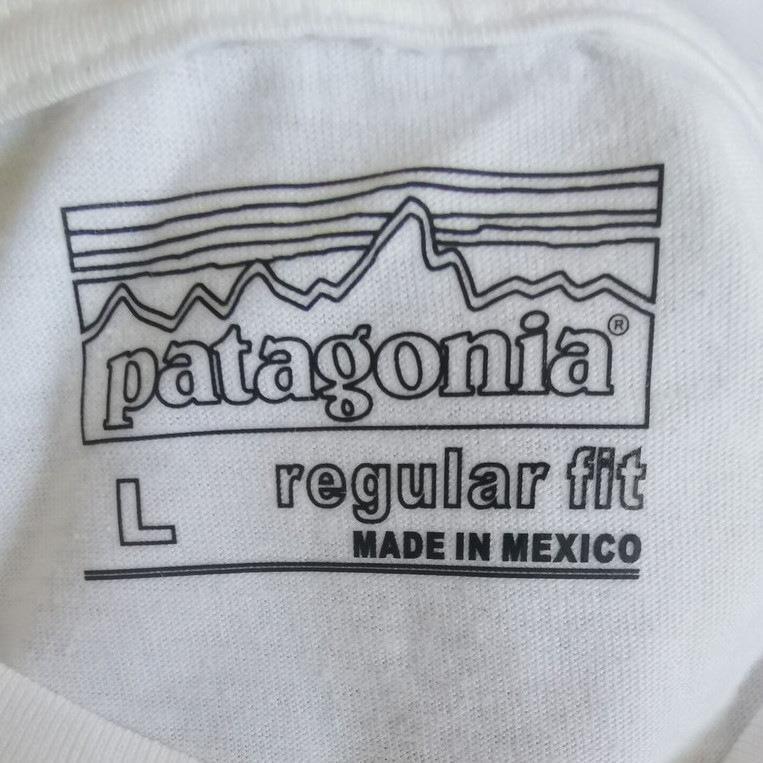 patagonia®
L regular fit
MADE IN MEXICO